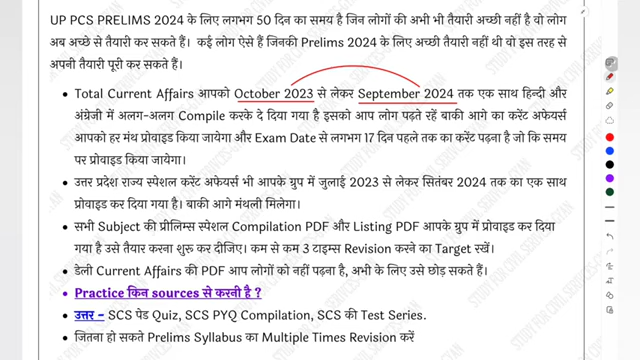 UP PCS PRELIMS 2024 के लिए लगभग 50 दिन का समय है जिन लोगों की अभी भी तैयारी अच्छी नहीं है वो लोग
अब अच्छे से तैयारी कर सकते हैं। कई लोग ऐसे हैं जिनकी Prelims 2024 के लिए अच्छी तैयारी नहीं थी वो इस तरह से
अपनी तैयारी पूरी कर सकते हैं।
• Total Current Affairs आपको October 2023 से लेकर September 2024 तक एक साथ हिन्दी और
अंग्रेजी में अलग-अलग Compile करके दे दिया गया है इसको आप लोग पढ़ते रहें बाकी आगे का करेंट अफेयर्स
आपको हर मंथ प्रोवाइड किया जायेगा और Exam Date से लगभग 17 दिन पहले तक का करेंट पढ़ना है जो कि समय
पर प्रोवाइड किया जायेगा।
• उत्तर प्रदेश राज्य स्पेशल करेंट अफेयर्स भी आपके ग्रुप में जुलाई 2023 से लेकर सितंबर 2024 तक का एक साथ
प्रोवाइड कर दिया गया है। बाकी आगे मंथली मिलेगा।
• सभी Subject की प्रीलिम्स स्पेशल Compilation PDF और Listing PDF आपके ग्रुप में प्रोवाइड कर दिया
गया है उसे तैयार करना शुरू कर दीजिए। कम से कम 3 टाइम्स Revision करने का Target रखें।
• डेली Current Affairs की PDF आप लोगों को नहीं पढ़ना है, अभी के लिए उसे छोड़ सकते हैं।
• Practice किन sources से करनी है ?
• उत्तर – SCS पेड Quiz, SCS PYQ Compilation, SCS की Test Series.
• जितना हो सकते Prelims Syllabus का Multiple Times Revision करें
STUDY FOR CIVIL SERVICES